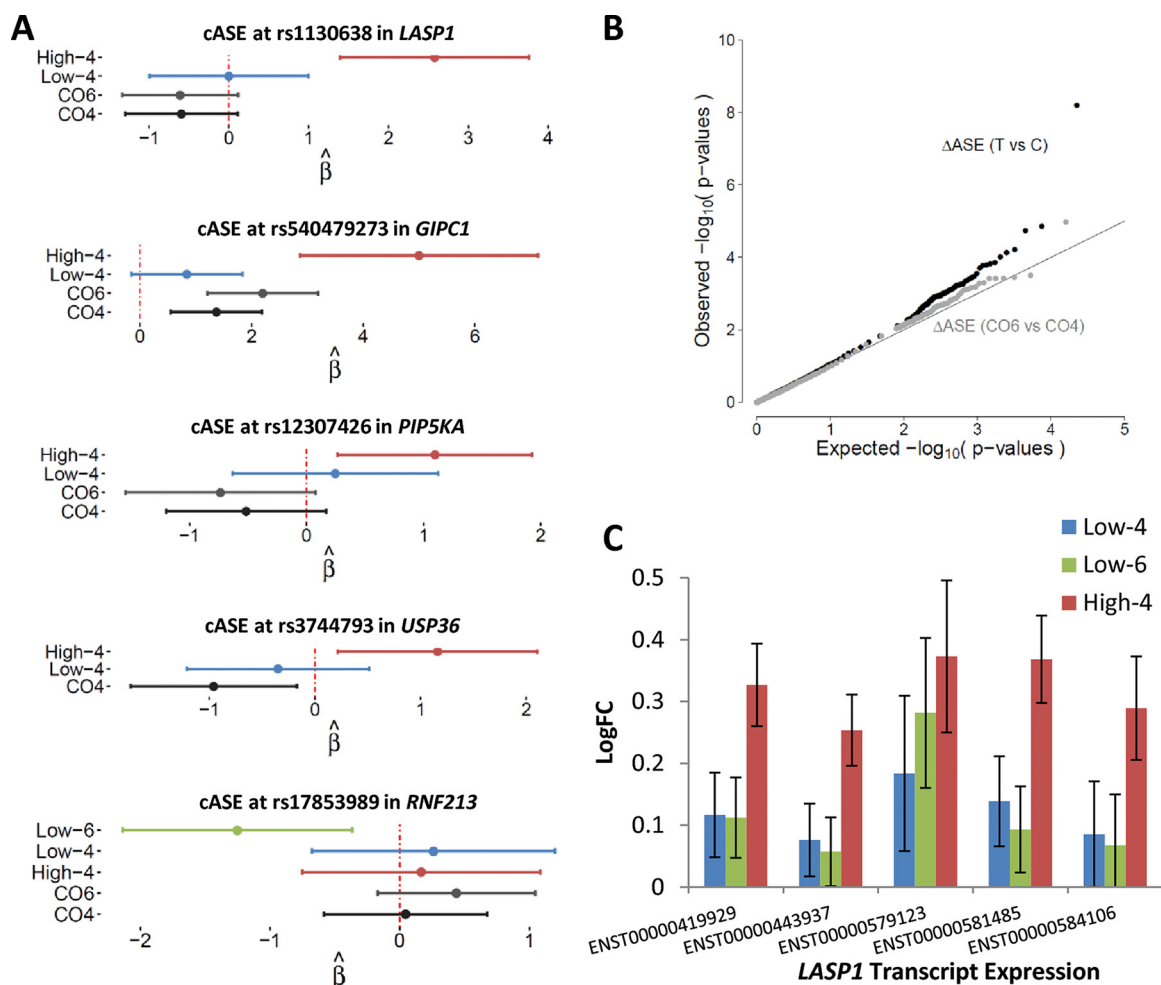 A
cASE at rs1130638 in LASP1
High-4
Low-4
CO6
CO4
−1 0 1 2 3 4
β̂
cASE at rs540479273 in GIPC1
High-4
Low-4
CO6
CO4
0 2 4 6
β̂
cASE at rs12307426 in PIP5KA
High-4
Low-4
CO6
CO4
−1 0 1 2
β̂
cASE at rs3744793 in USP36
High-4
Low-4
CO4
−1 0 1 2
β̂
cASE at rs17853989 in RNF213
Low-6
Low-4
High-4
CO6
CO4
−2 −1 0 1
β̂
B
Observed −log10( p-values )
10
8
6
4
2
0
ΔASE (T vs C)
ΔASE (CO6 vs CO4)
0 1 2 3 4 5
Expected −log10( p-values )
C
Low-4
Low-6
High-4
LogFC
0.5
0.4
0.3
0.2
0.1
0
ENST00000419929
ENST00000443937
ENST00000579123
ENST00000581485
ENST00000584106
LASP1 Transcript Expression